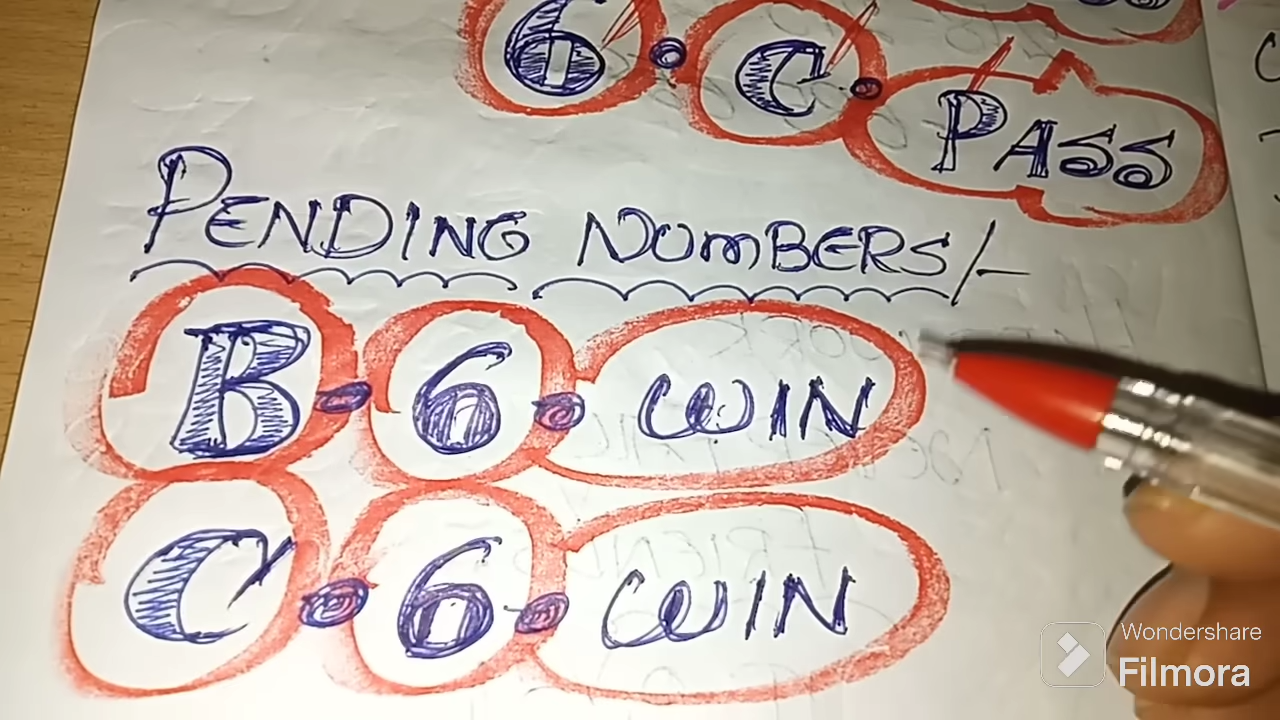 6 • C • PASS
PENDING NUMBERS/-
B • 6 • WIN
C • 6 • WIN
Wondershare
Filmora